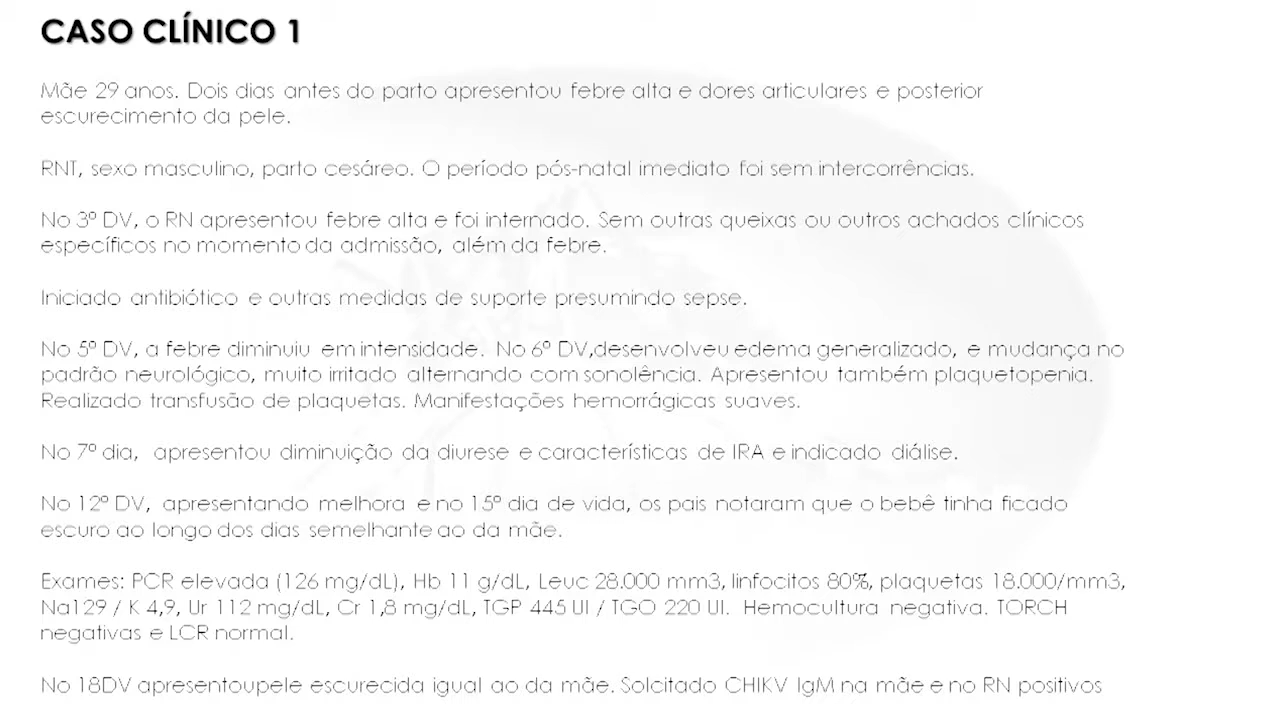 CASO CLÍNICO 1
Mãe 29 anos. Dois dias antes do parto apresentou febre alta e dores articulares e posterior
escurecimento da pele.
RNT, sexo masculino, parto cesáreo. O período pós-natal imediato foi sem intercorrências.
No 3º DV, o RN apresentou febre alta e foi internado. Sem outras queixas ou outros achados clínicos
específicos no momento da admissão, além da febre.
Iniciado antibiótico e outras medidas de suporte presumindo sepse.
No 5º DV, a febre diminuiu em intensidade. No 6º DV,desenvolveu edema generalizado, e mudança no
padrão neurológico, muito irritado alternando com sonolência. Apresentou também plaquetopenia.
Realizado transfusão de plaquetas. Manifestações hemorrágicas suaves.
No 7º dia, apresentou diminuição da diurese e características de IRA e indicado diálise.
No 12º DV, apresentando melhora e no 15º dia de vida, os pais notaram que o bebê tinha ficado
escuro ao longo dos dias semelhante ao da mãe.
Exames: PCR elevada (126 mg/dL), Hb 11 g/dL, Leuc 28.000 mm3, linfocitos 80%, plaquetas 18.000/mm3,
Na129 / K 4,9, Ur 112 mg/dL, Cr 1,8 mg/dL, TGP 445 UI / TGO 220 UI. Hemocultura negativa. TORCH
negativas e LCR normal.
No 18DV apresentoupele escurecida igual ao da mãe. Solcitado CHIKV IgM na mãe e no RN positivos